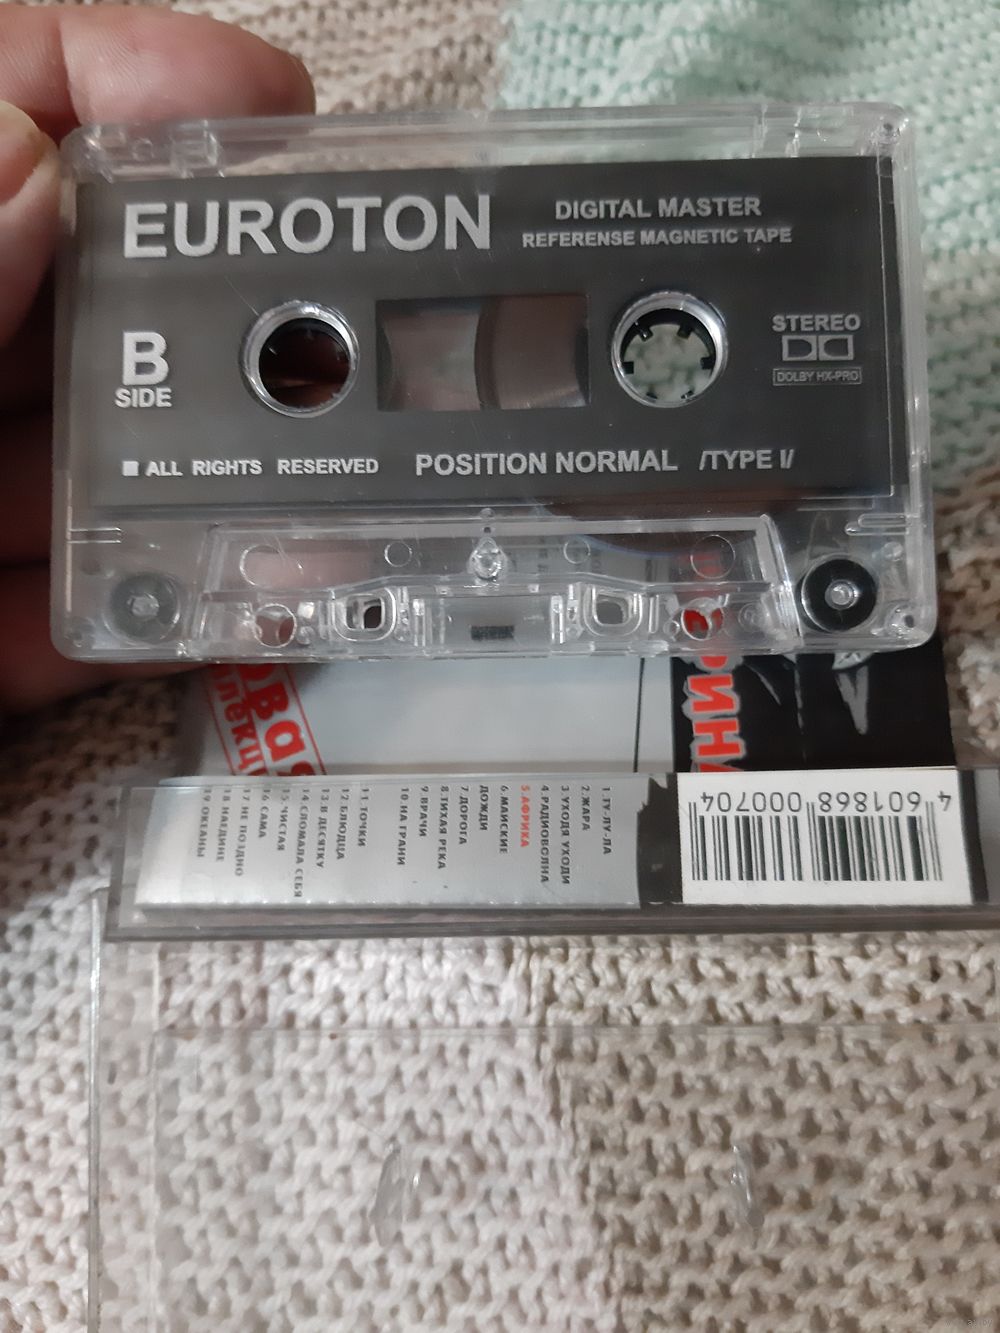 EUROTON
DIGITAL MASTER
REFERENSE MAGNETIC TAPE
B
SIDE
STEREO
DOLBY HX-PRO
■ ALL RIGHTS RESERVED
POSITION NORMAL /TYPE I/
4 601868 000704
1.ТУ-ЛУ-ЛА
2.ЖАРА
3 УХОДЯ УХОДИ
4.РАДИОВОЛНА
5.АФРИКА
6.МАЙСКИЕ
ДОЖДИ
7.ДОРОГА
8.ТИХАЯ РЕКА
9.ВРАЧИ
10.НА ГРАНИ
11.ТОЧКИ
12.БЛЮДЦА
13 В ДЕСЯТКУ
14 СЛОМАЛА СЕБЯ
15.ЧИСТАЯ
16 САМА
17 НЕ ПОЗДНО
18 НАЕДИНЕ
19 ОКЕАНЫ